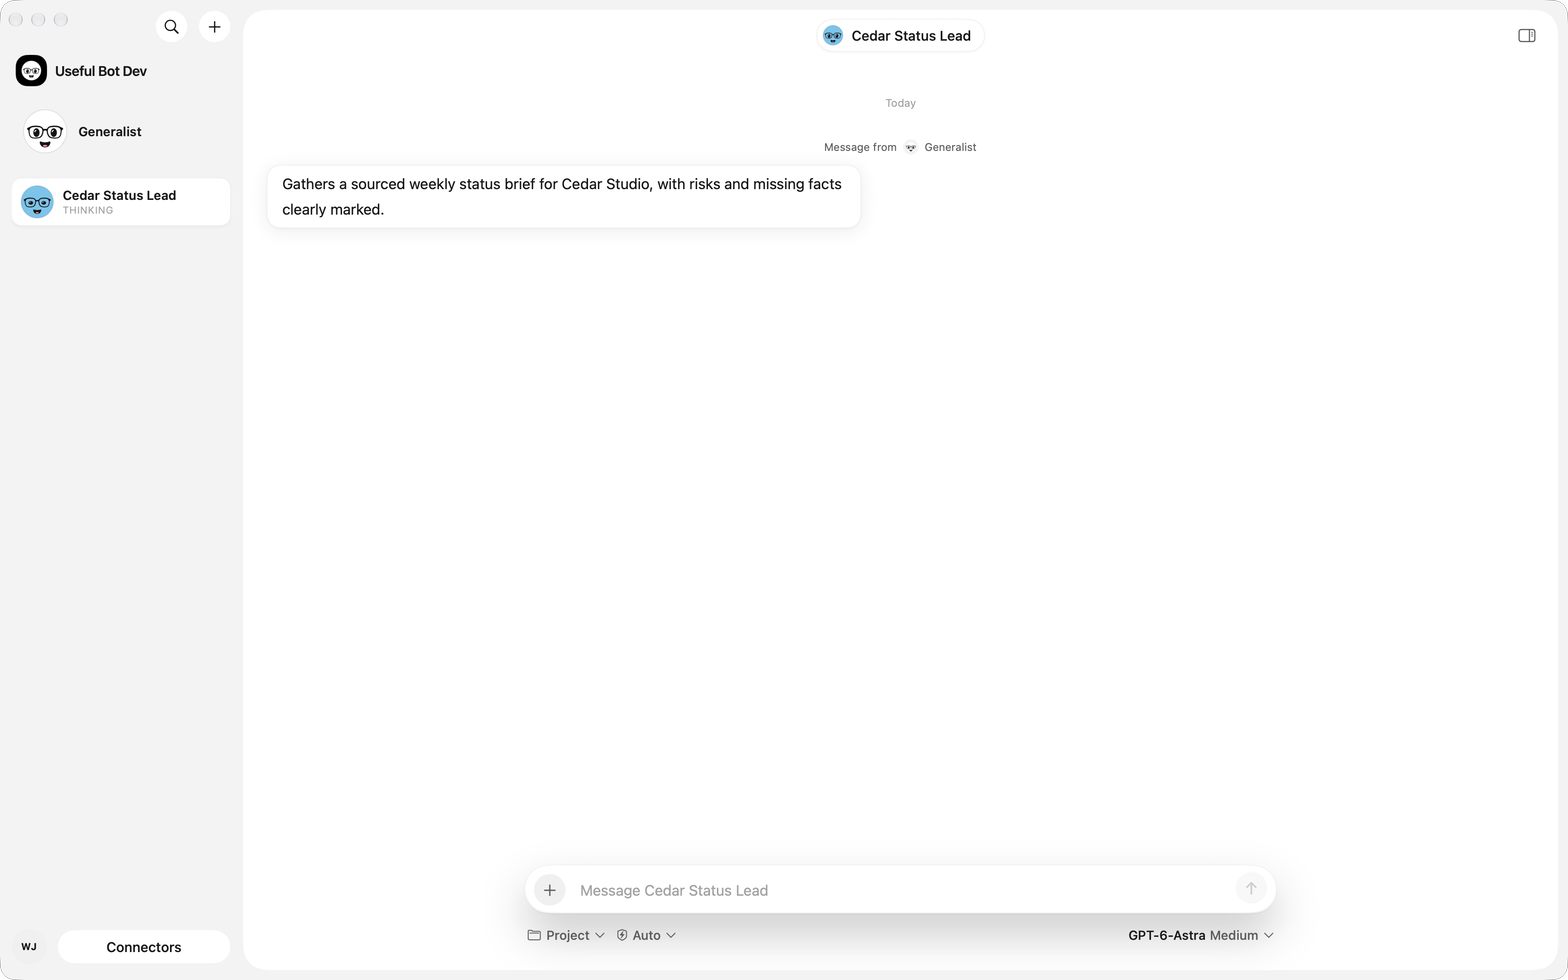 Useful Bot Dev
Generalist
Cedar Status Lead
THINKING
WJ
Connectors
Cedar Status Lead
Today
Message from Generalist
Gathers a sourced weekly status brief for Cedar Studio, with risks and missing facts
clearly marked.
Message Cedar Status Lead
Project
Auto
GPT-6-Astra Medium